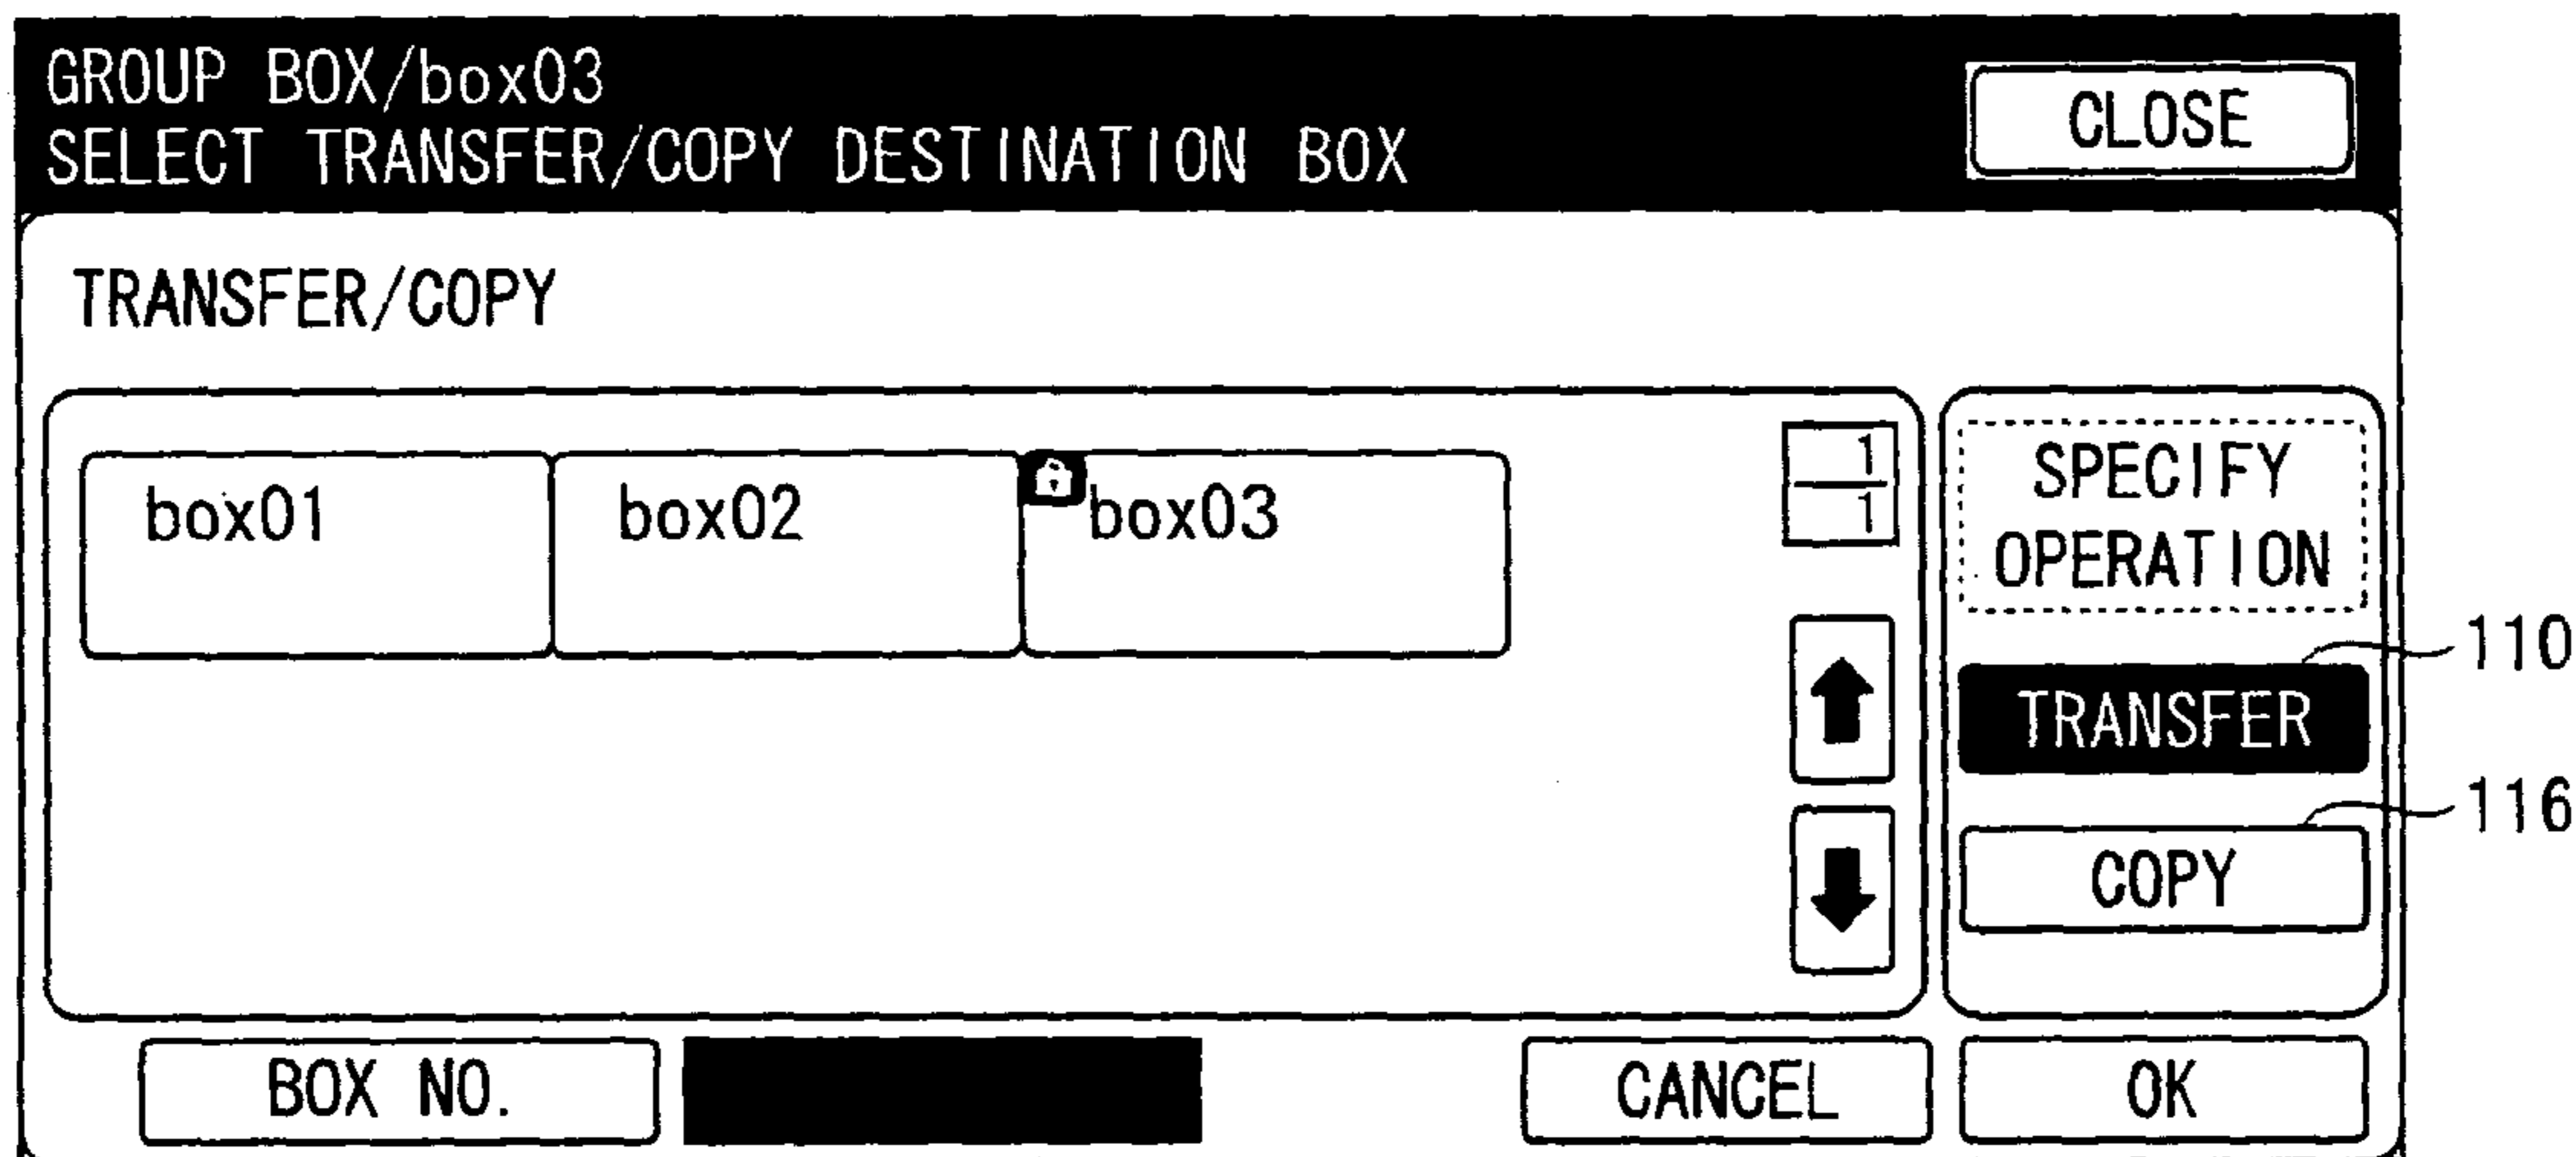 GROUP BOX/box03
CLOSE
SELECT TRANSFER/COPY DESTINATION BOX
TRANSFER/COPY
box01
box02
box03
1
1
SPECIFY
OPERATION
110
TRANSFER
116
COPY
BOX NO.
CANCEL
OK